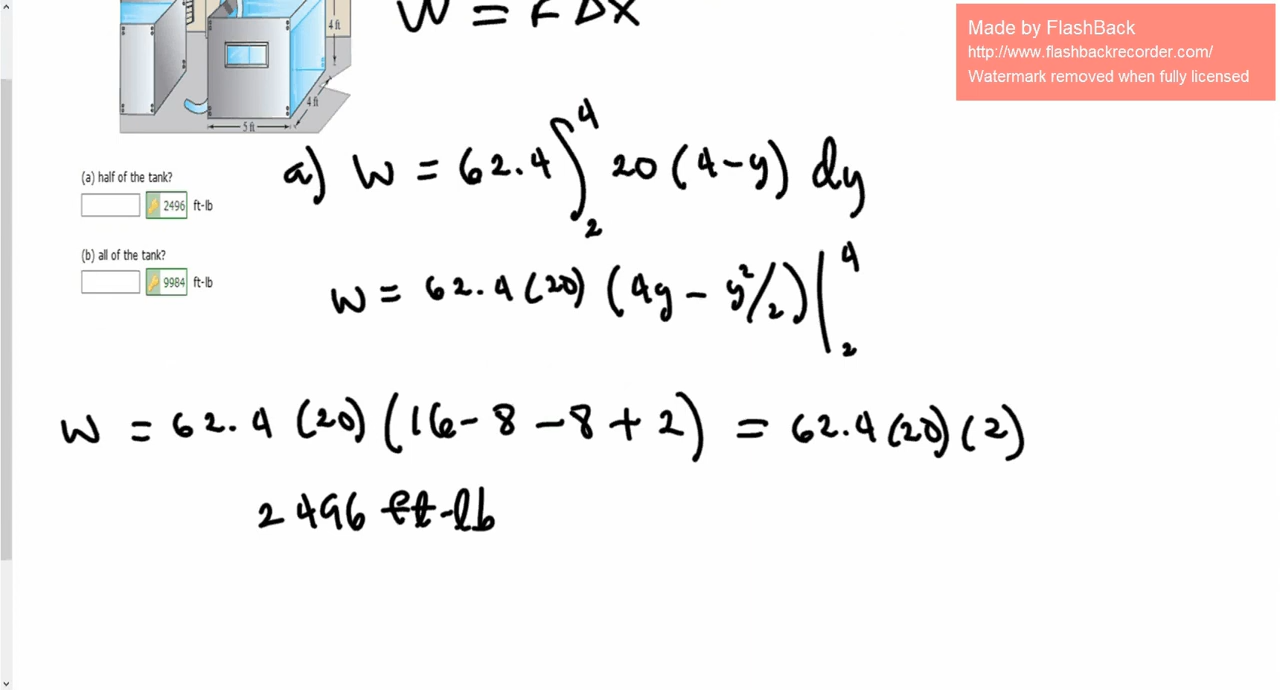 W = F Δx
Made by FlashBack
http://www.flashbackrecorder.com/
Watermark removed when fully licensed
4 ft
4 ft
5 ft
(a) half of the tank?
2496 ft-lb
(b) all of the tank?
9984 ft-lb
a) W = 62.4 ∫₂⁴ 20 (4-y) dy
W = 62.4 (20) (4y - y²/2) |₂⁴
W = 62.4 (20) (16 - 8 - 8 + 2) = 62.4 (20) (2)
2496 ft-lb